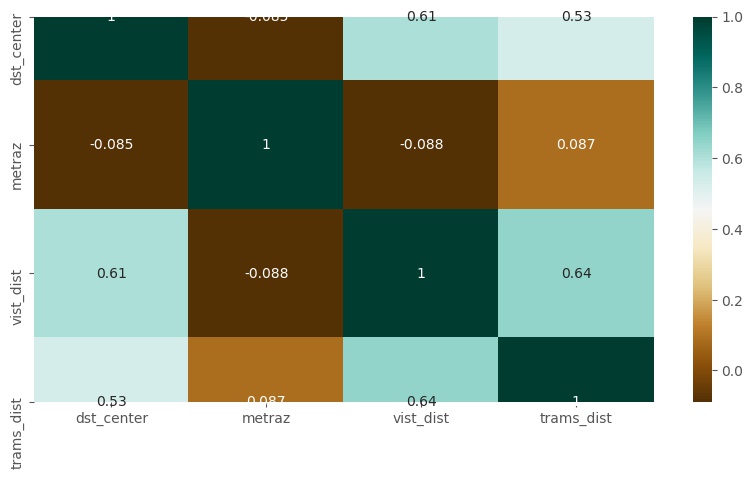 dst_center 1 -0.085 0.61 0.53
metraz -0.085 1 -0.088 0.087
vist_dist 0.61 -0.088 1 0.64
trams_dist 0.53 0.087 0.64 1
dst_center metraz vist_dist trams_dist
1.0
0.8
0.6
0.4
0.2
0.0